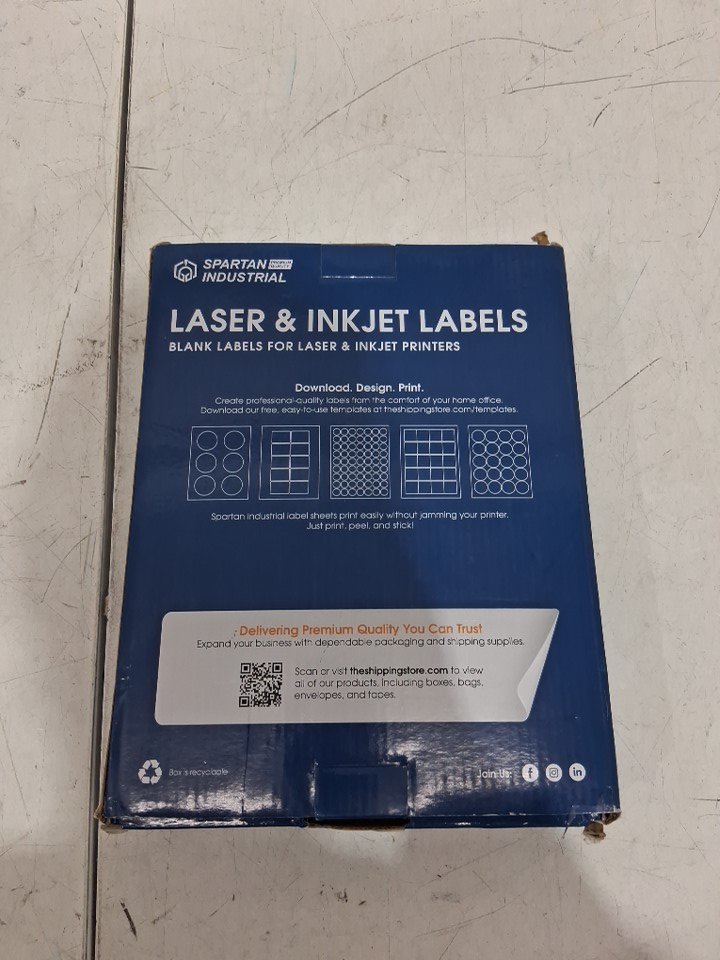 SPARTAN PREMIUM QUALITY
INDUSTRIAL
LASER & INKJET LABELS
BLANK LABELS FOR LASER & INKJET PRINTERS
Download. Design. Print.
Create professional-quality labels from the comfort of your home office.
Download our free, easy-to-use templates at theshippingstore.com/templates.
Spartan Industrial label sheets print easily without jamming your printer.
Just print, peel, and stick!
Delivering Premium Quality You Can Trust
Expand your business with dependable packaging and shipping supplies.
Scan or visit theshippingstore.com to view
all of our products, including boxes, bags,
envelopes, and tapes.
Box is recyclable
Join Us: